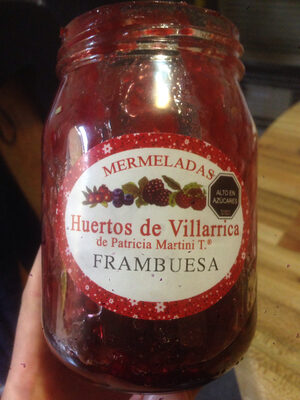 MERMELADAS
ALTO EN
AZÚCARES
Huertos de Villarrica
de Patricia Martini T.®
FRAMBUESA